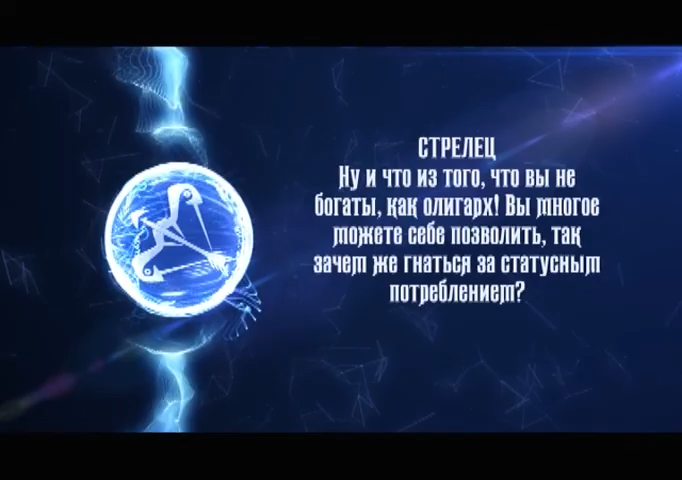 СТРЕЛЕЦ
Ну и что из того, что вы не
богаты, как олигарх! Вы многое
можете себе позволить, так
зачем же гнаться за статусным
потреблением?